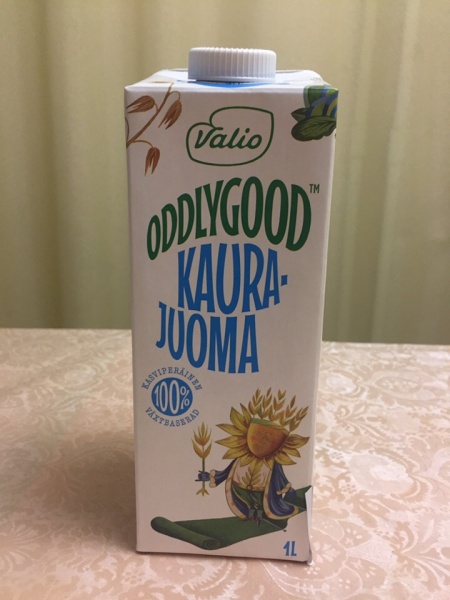 Valio
ODDLYGOOD™
KAURA-
JUOMA
KASVIPERÄINEN
100%
VÄXTBASERAD
1L